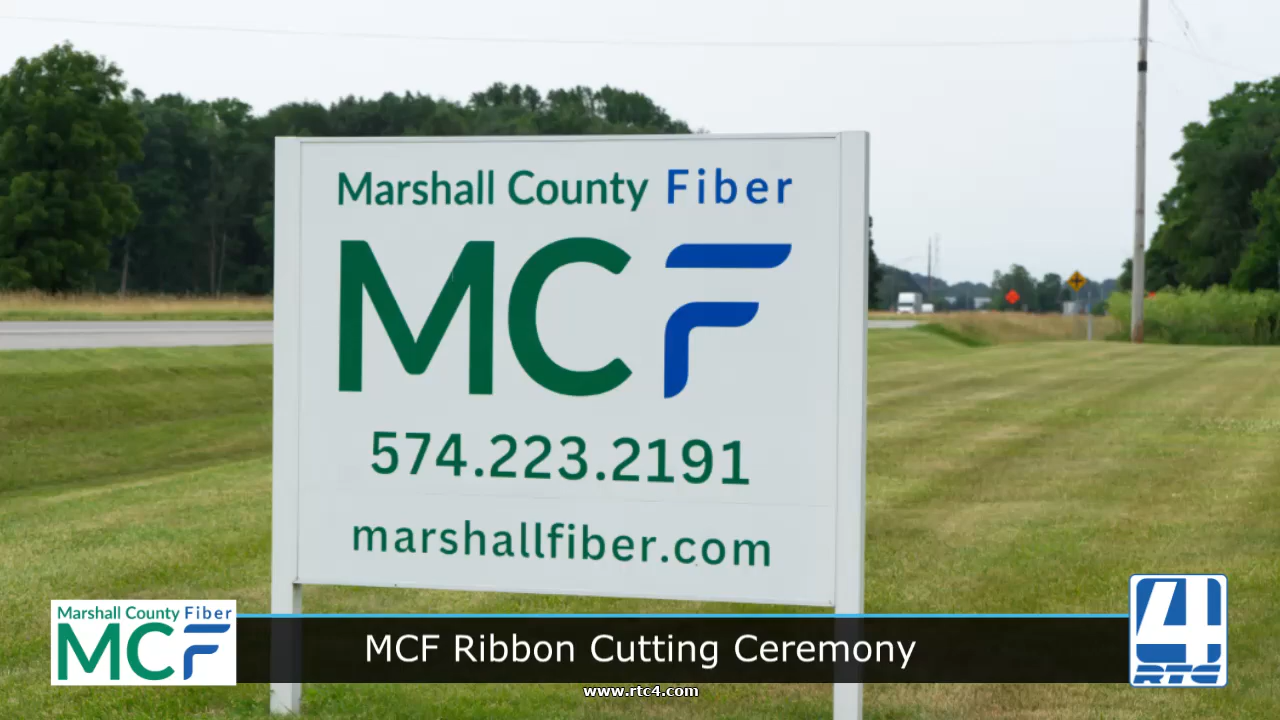 Marshall County Fiber
MCF
574.223.2191
marshallfiber.com
Marshall County Fiber
MCF
MCF Ribbon Cutting Ceremony
4
RTC
www.rtc4.com